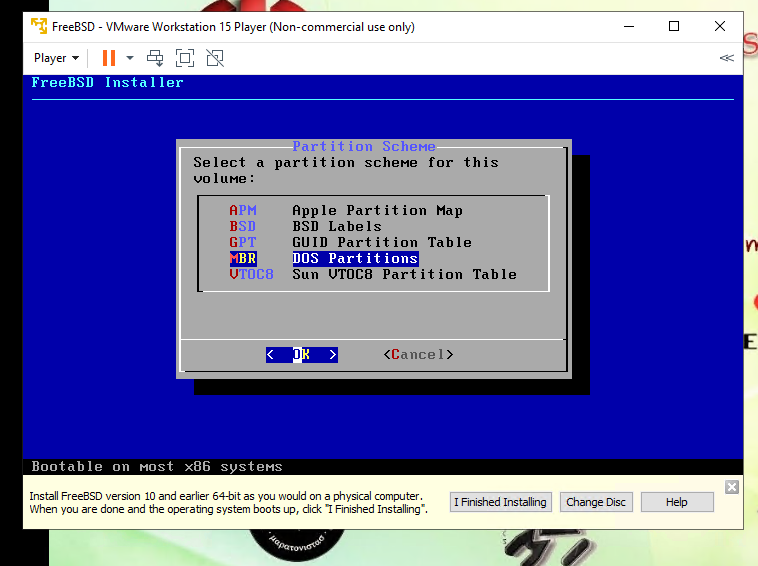 FreeBSD - VMware Workstation 15 Player (Non-commercial use only)
Player
FreeBSD Installer
Partition Scheme
Select a partition scheme for this
volume:
APM Apple Partition Map
BSD BSD Labels
GPT GUID Partition Table
MBR DOS Partitions
VTOC8 Sun VTOC8 Partition Table
< OK > <Cancel>
Bootable on most x86 systems
Install FreeBSD version 10 and earlier 64-bit as you would on a physical computer.
When you are done and the operating system boots up, click "I Finished Installing".
I Finished Installing
Change Disc
Help